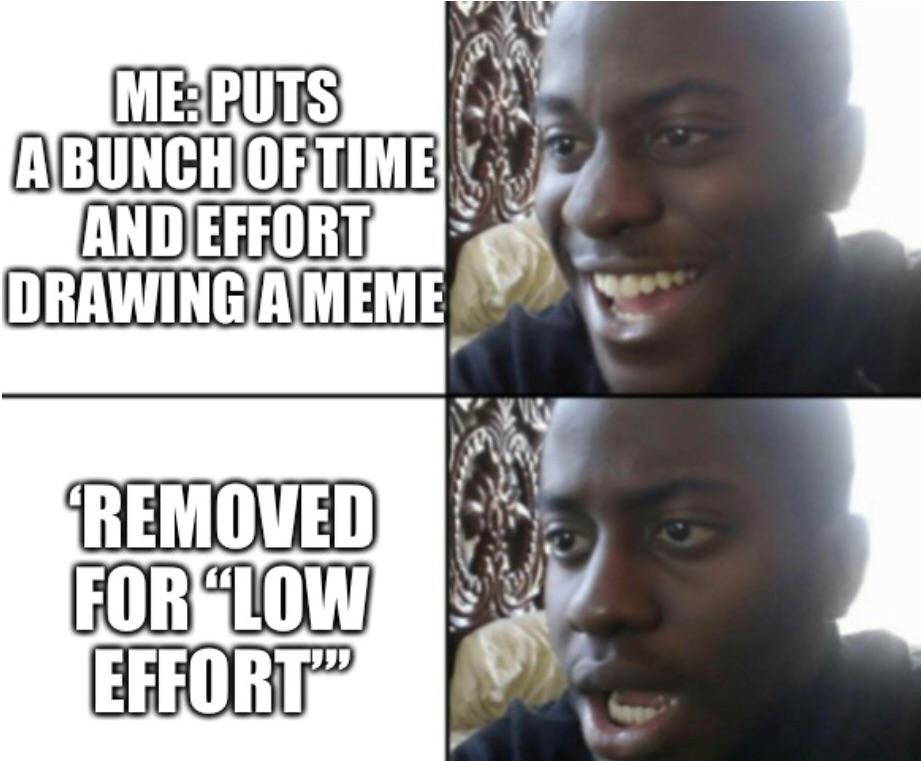 ME: PUTS
A BUNCH OF TIME
AND EFFORT
DRAWING A MEME
‘REMOVED
FOR “LOW
EFFORT”’